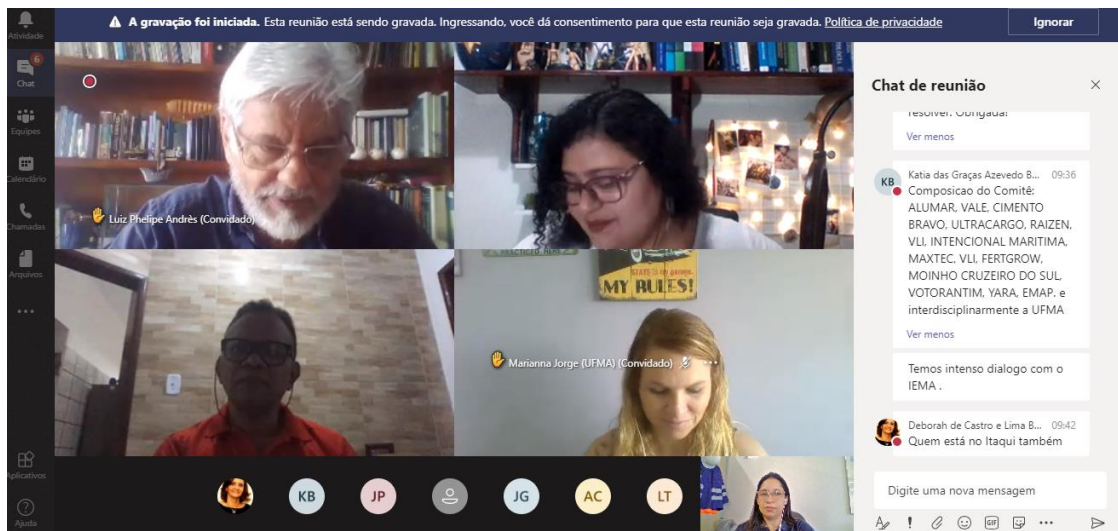 A gravação foi iniciada. Esta reunião está sendo gravada. Ingressando, você dá consentimento para que esta reunião seja gravada. Política de privacidade
Ignorar
Atividade
6
Chat
Equipes
Calendário
Chamadas
Arquivos
Aplicativos
Ajuda
Luiz Phelipe Andrès (Convidado)
MY RULES!
Marianna Jorge (UFMA) (Convidado)
KB
JP
JG
AC
LT
Chat de reunião
resolver. Obrigada!
Ver menos
KB
Katia das Graças Azevedo B... 09:36
Composicao do Comitê:
ALUMAR, VALE, CIMENTO
BRAVO, ULTRACARGO, RAIZEN,
VLI, INTENCIONAL MARITIMA,
MAXTEC, VLI, FERTGROW,
MOINHO CRUZEIRO DO SUL,
VOTORANTIM, YARA, EMAP. e
interdisciplinarmente a UFMA
Ver menos
Temos intenso dialogo com o
IEMA .
Deborah de Castro e Lima B... 09:42
Quem está no Itaqui também
Digite uma nova mensagem
GIF